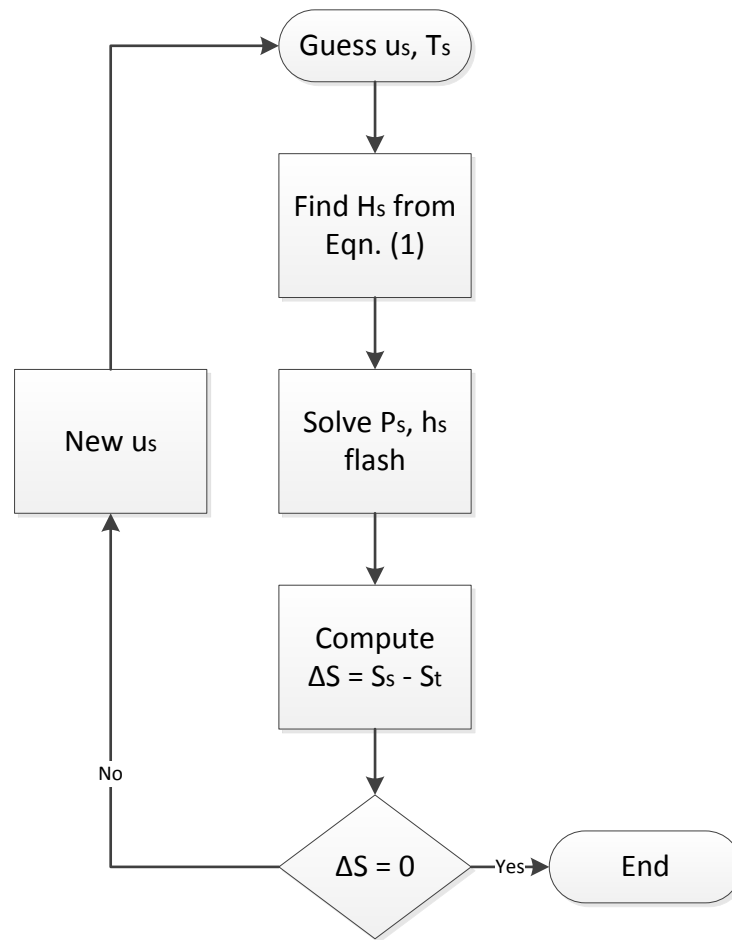 Guess us, Ts
Find Hs from
Eqn. (1)
Solve Ps, hs
flash
New us
Compute
ΔS = Ss - St
No
ΔS = 0
Yes
End